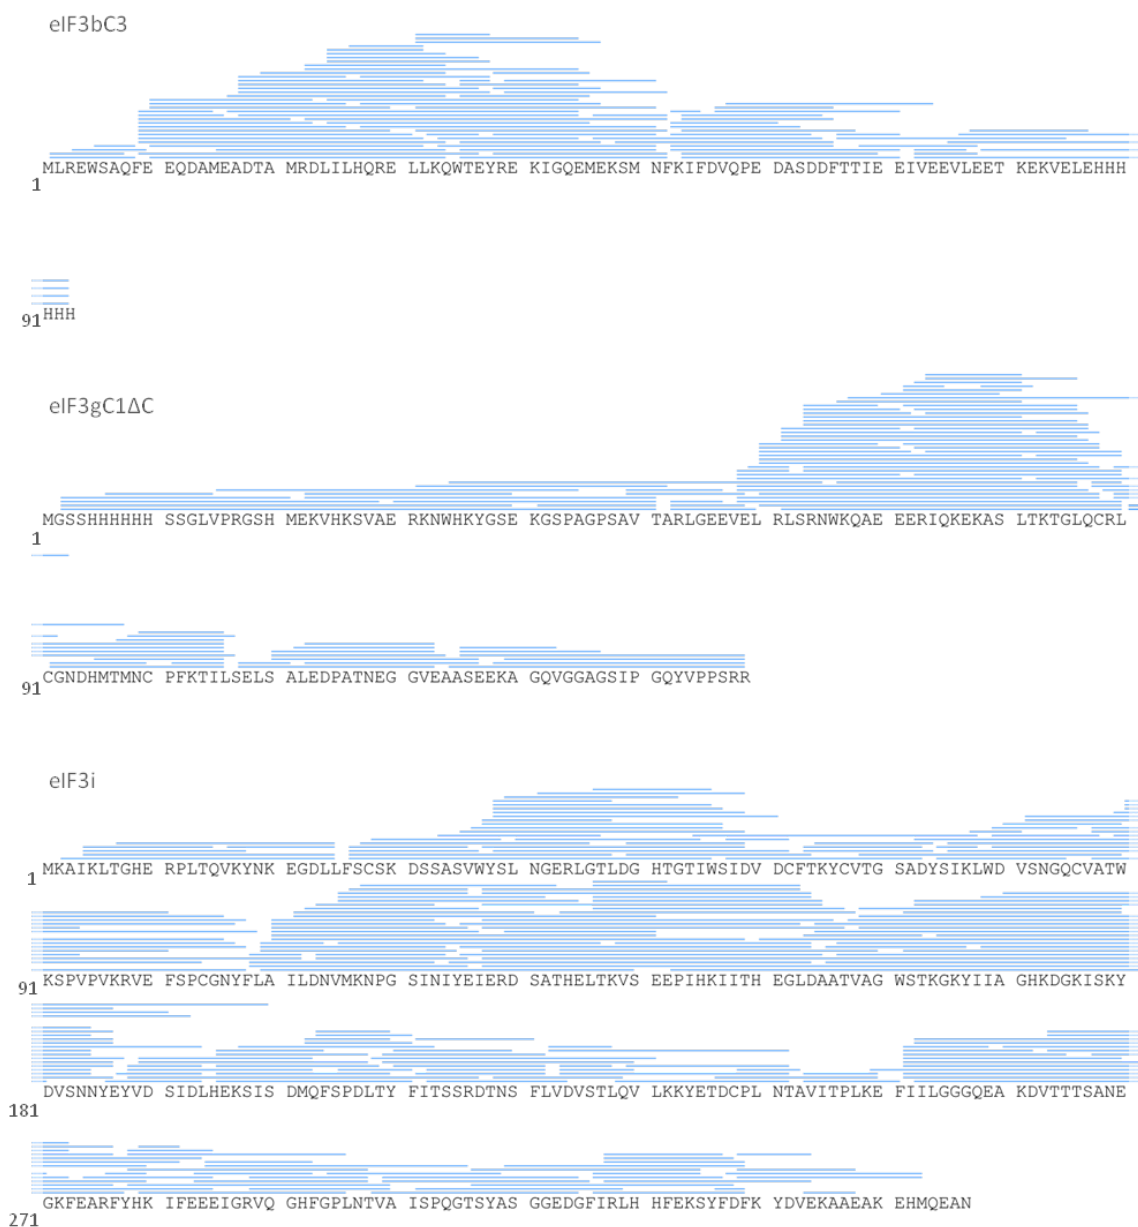 eIF3bC3
MLREWSAQFE EQDAMEADTA MRDLILHQRE LLKQWTEYRE KIGQEMEKSM NFKIFDVQPE DASDDFTTIE EIVEEVLEET KEKVELEHHH
1
91 HHH
eIF3gC1ΔC
MGSSHHHHHH SSGLVPRGSH MEKVHKSVAE RKNWHKYGSE KGSPAGPSAV TARLGEEVEL RLSRNWKQAE EERIQKEKAS LTKTGLQCRL
1
91 CGNDHMTMNC PFKTILSELS ALEDPATNEG GVEAASEEKA GQVGGAGSIP GQYVPPSRR
eIF3i
MKAIKLTGHE RPLTQVKYNK EGDLLFSCSK DSSASVWYSL NGERLGTLDG HTGTIWSIDV DCFTKYCVTG SADYSIKLWD VSNGQCVATW
1
91 KSPVPVKRVE FSPCGNYFLA ILDNVMKNPG SINIYEIERD SATHELTKVS EEPIHKIITH EGLDAATVAG WSTKGKYIIA GHKDGKISKY
DVSNNYEYVD SIDLHEKSIS DMQFSPDLTY FITSSRDTNS FLVDVSTLQV LKKYETDCPL NTAVITPLKE FIILGGGQEA KDVTTTSANE
181
GKFEARFYHK IFEEEIGRVQ GHFGPLNTVA ISPQGTSYAS GGEDGFIRLH HFEKSYFDFK YDVEKAAEAK EHMQEAN
271